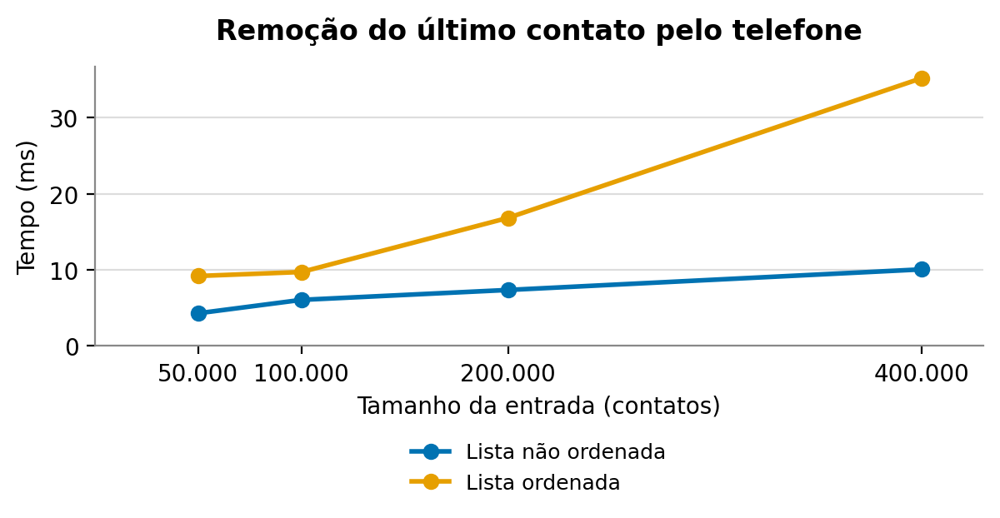 Remoção do último contato pelo telefone
Tempo (ms)
30
20
10
0
50.000 100.000 200.000 400.000
Tamanho da entrada (contatos)
Lista não ordenada
Lista ordenada